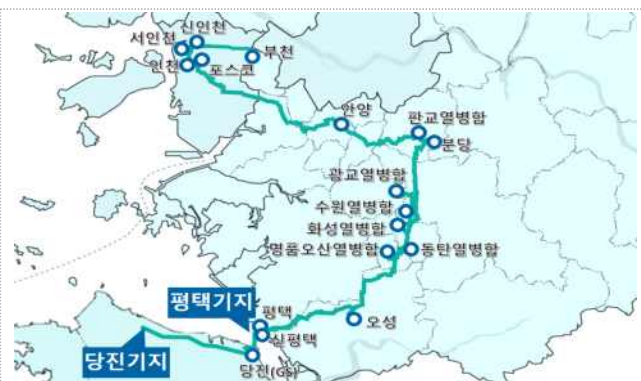 신인천
서인천
부천
인천
포스코
안양
판교열병합
분당
광교열병합
수원열병합
화성열병합
명품오산열병합
동탄열병합
평택기지
평택
신평택
오성
당진기지
당진(GS)